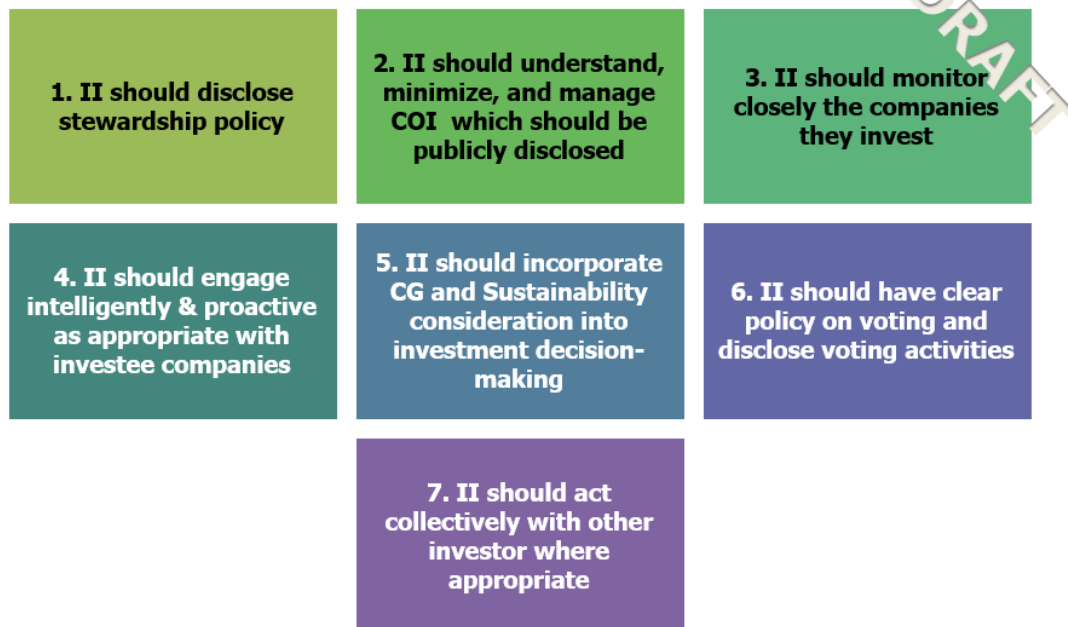 DRAFT
1. II should disclose
stewardship policy
2. II should understand,
minimize, and manage
COI which should be
publicly disclosed
3. II should monitor
closely the companies
they invest
4. II should engage
intelligently & proactive
as appropriate with
investee companies
5. II should incorporate
CG and Sustainability
consideration into
investment decision-
making
6. II should have clear
policy on voting and
disclose voting activities
7. II should act
collectively with other
investor where
appropriate